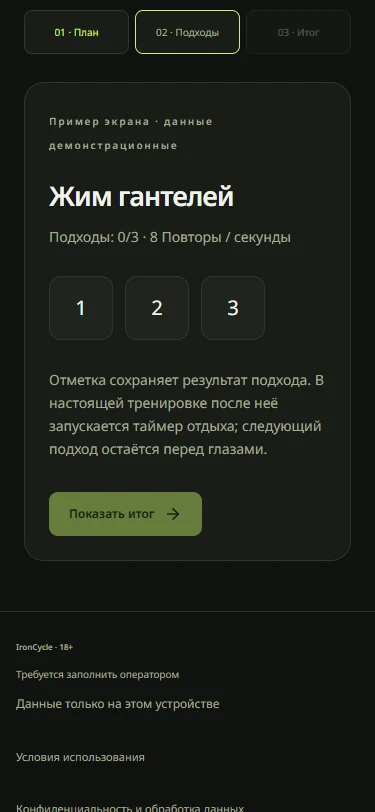 01 · План
02 · Подходы
03 · Итог
Пример экрана · данные
демонстрационные
Жим гантелей
Подходы: 0/3 · 8 Повторы / секунды
1
2
3
Отметка сохраняет результат подхода. В
настоящей тренировке после неё
запускается таймер отдыха; следующий
подход остаётся перед глазами.
Показать итог →
IronCycle · 18+
Требуется заполнить оператором
Данные только на этом устройстве
Условия использования
Конфиденциальность и обработка данных